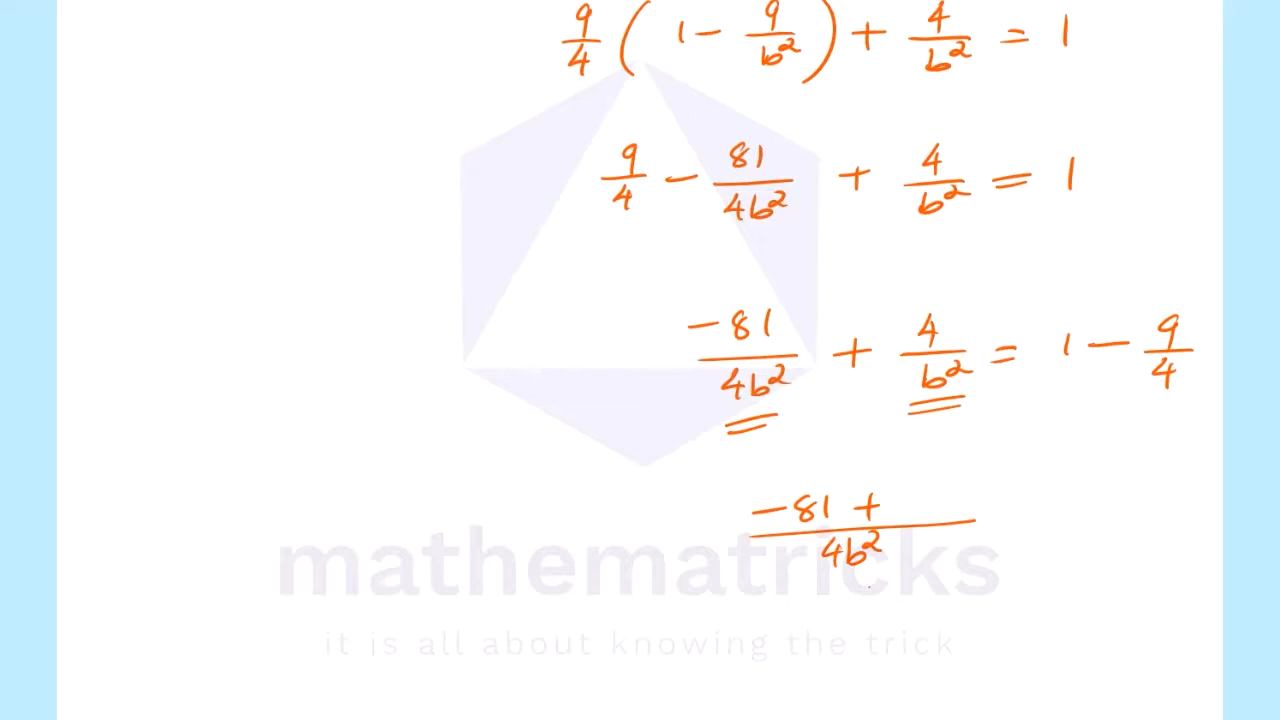 9/4 ( 1 - 9/b² ) + 4/b² = 1
9/4 - 81/4b² + 4/b² = 1
-81/4b² + 4/b² = 1 - 9/4
-81 + /4b²
mathematricks
it is all about knowing the trick